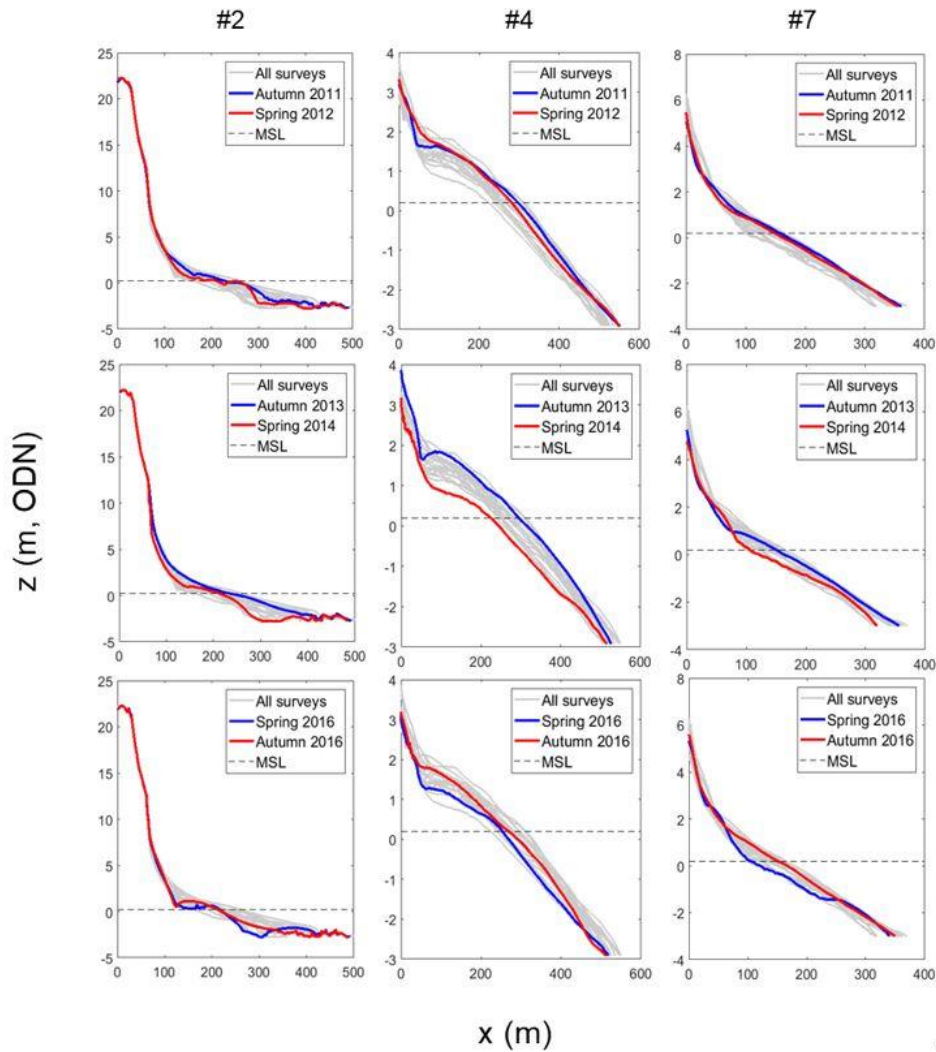 #2 #4 #7
25
20
15
10
5
0
-5
0 100 200 300 400 500
All surveys
Autumn 2011
Spring 2012
MSL
4
3
2
1
0
-1
-2
-3
0 200 400 600
All surveys
Autumn 2011
Spring 2012
MSL
8
6
4
2
0
-2
-4
0 100 200 300 400
All surveys
Autumn 2011
Spring 2012
MSL
z (m, ODN)
25
20
15
10
5
0
-5
0 100 200 300 400 500
All surveys
Autumn 2013
Spring 2014
MSL
4
3
2
1
0
-1
-2
-3
0 200 400 600
All surveys
Autumn 2013
Spring 2014
MSL
8
6
4
2
0
-2
-4
0 100 200 300 400
All surveys
Autumn 2013
Spring 2014
MSL
25
20
15
10
5
0
-5
0 100 200 300 400 500
All surveys
Spring 2016
Autumn 2016
MSL
4
3
2
1
0
-1
-2
-3
0 200 400 600
All surveys
Spring 2016
Autumn 2016
MSL
8
6
4
2
0
-2
-4
0 100 200 300 400
All surveys
Spring 2016
Autumn 2016
MSL
x (m)